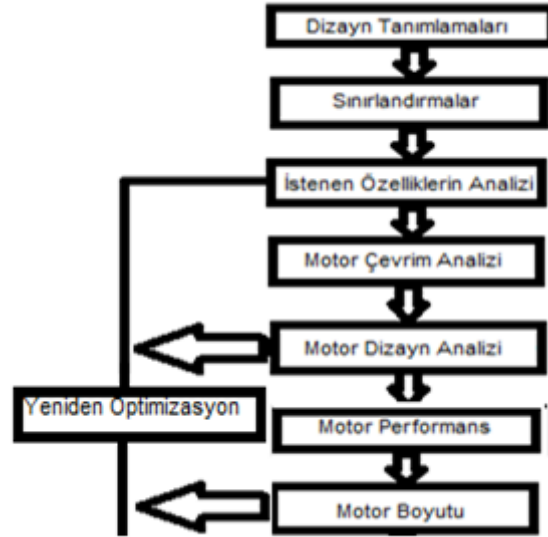 Dizayn Tanımlamaları
Sınırlandırmalar
İstenen Özelliklerin Analizi
Motor Çevrim Analizi
Motor Dizayn Analizi
Yeniden Optimizasyon
Motor Performans
Motor Boyutu